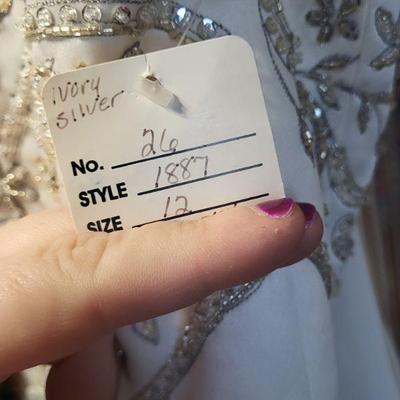 ivory
silver
No. 26
STYLE 1887
SIZE 12